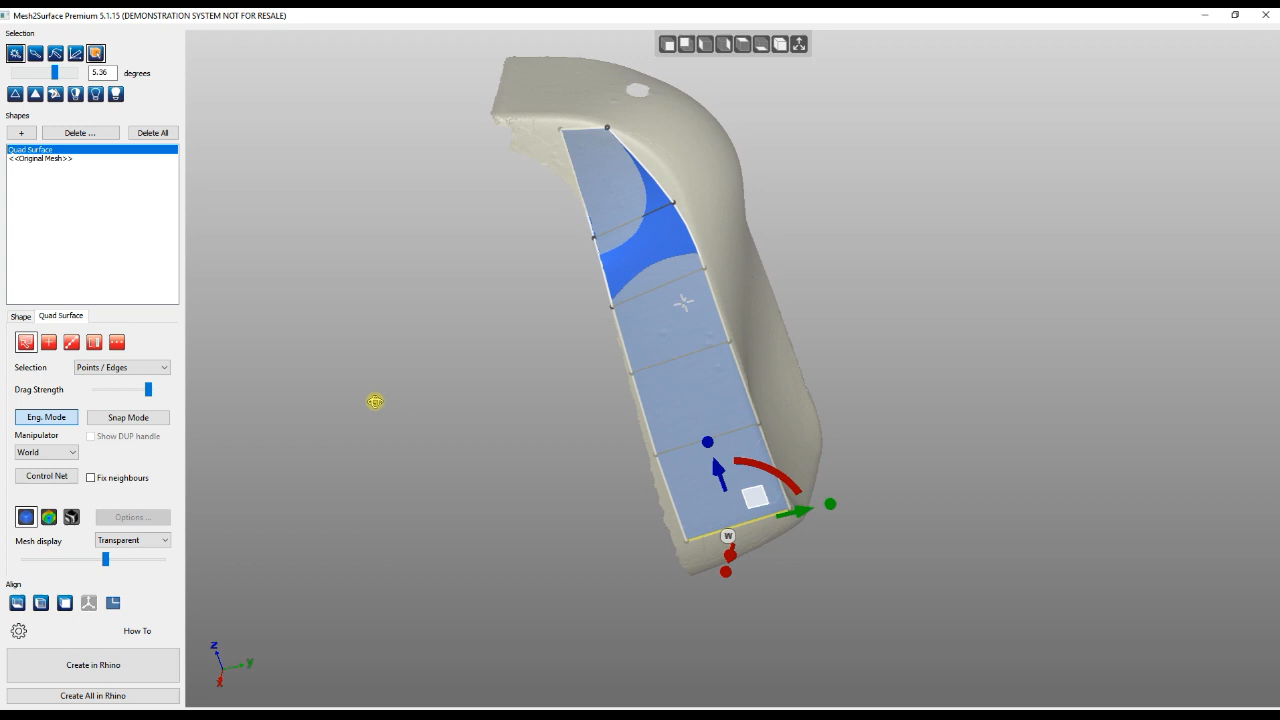 Mesh2Surface Premium 5.1.15 (DEMONSTRATION SYSTEM NOT FOR RESALE)
Selection
5.36 degrees
Shapes
+ Delete ... Delete All
Quad Surface
<<Original Mesh>>
Shape Quad Surface
Selection Points / Edges
Drag Strength
Eng. Mode Snap Mode
Manipulator Show DUP handle
World
Control Net Fix neighbours
Options ...
Mesh display Transparent
Align
How To
Create in Rhino
Create All in Rhino
W
z
y
x